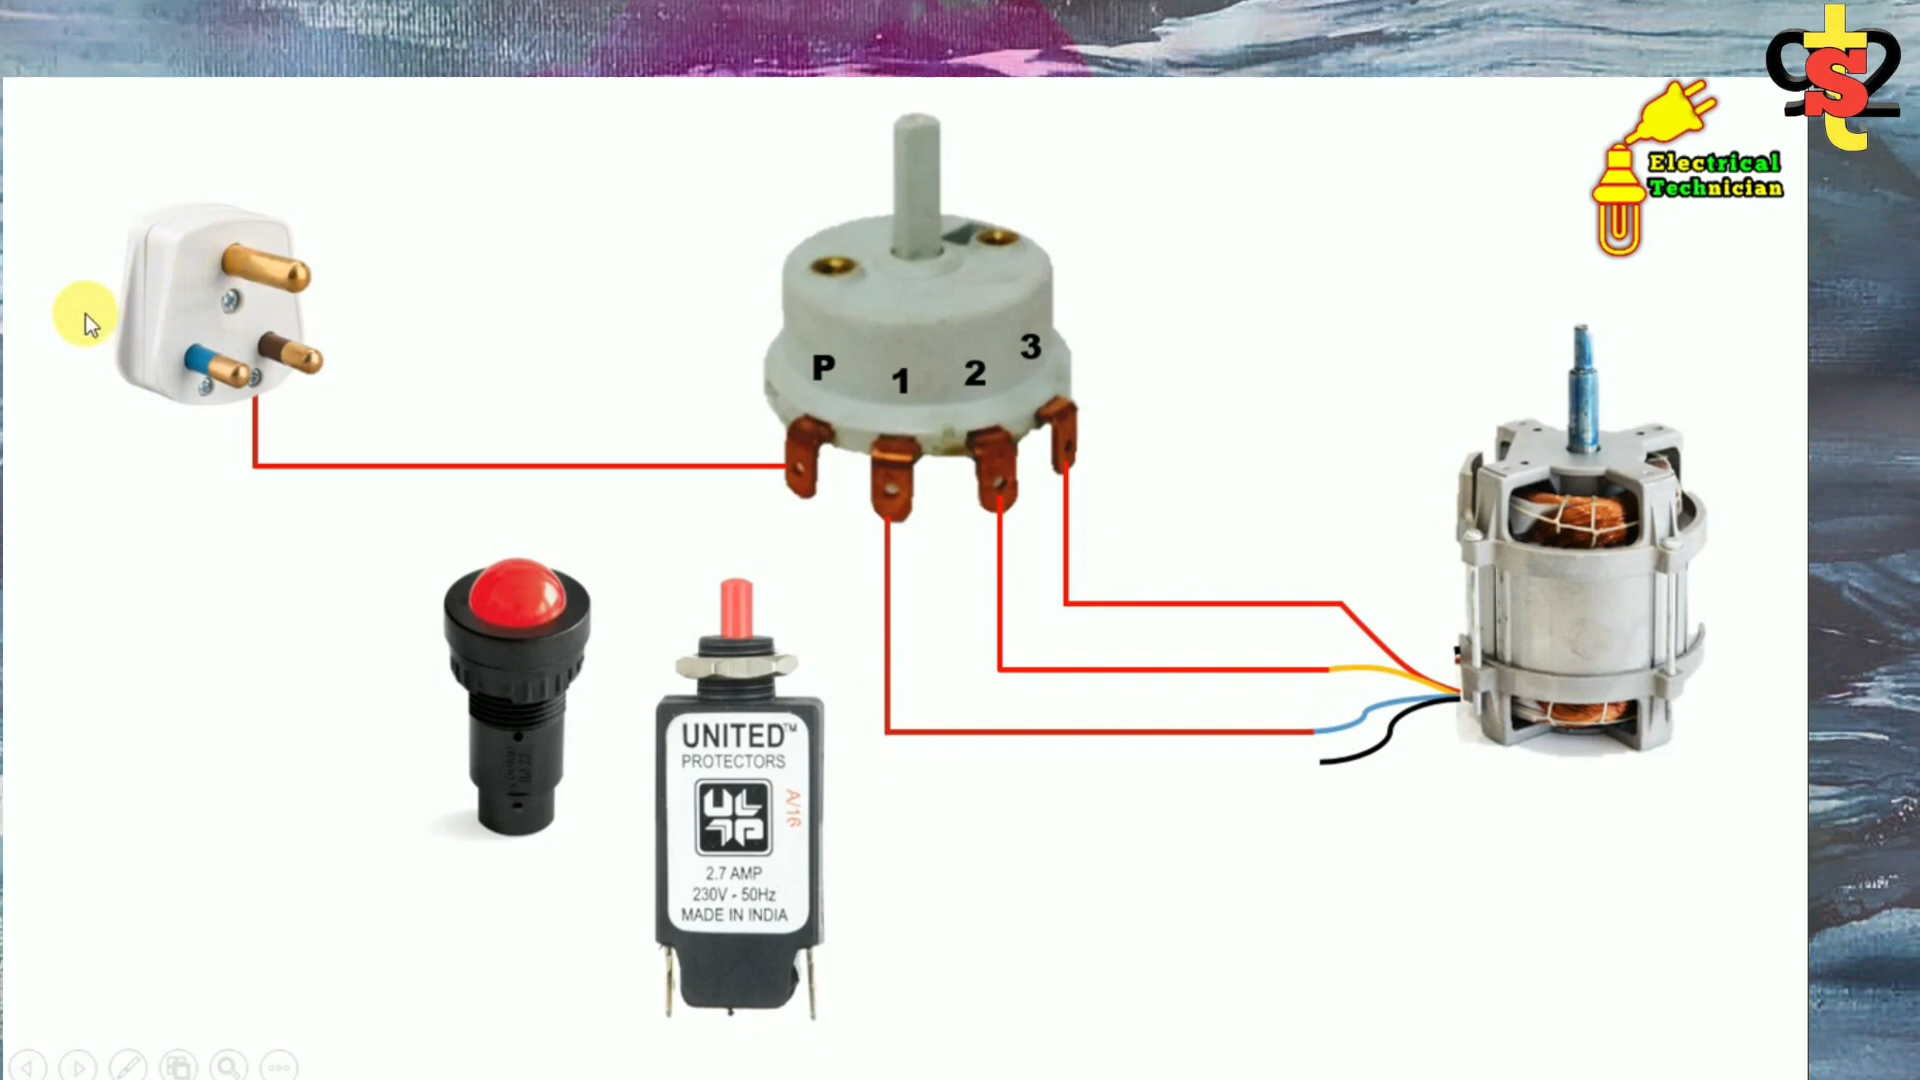 Electrical
Technician
P
1
2
3
UNITED™
PROTECTORS
A/16
2.7 AMP
230V - 50Hz
MADE IN INDIA